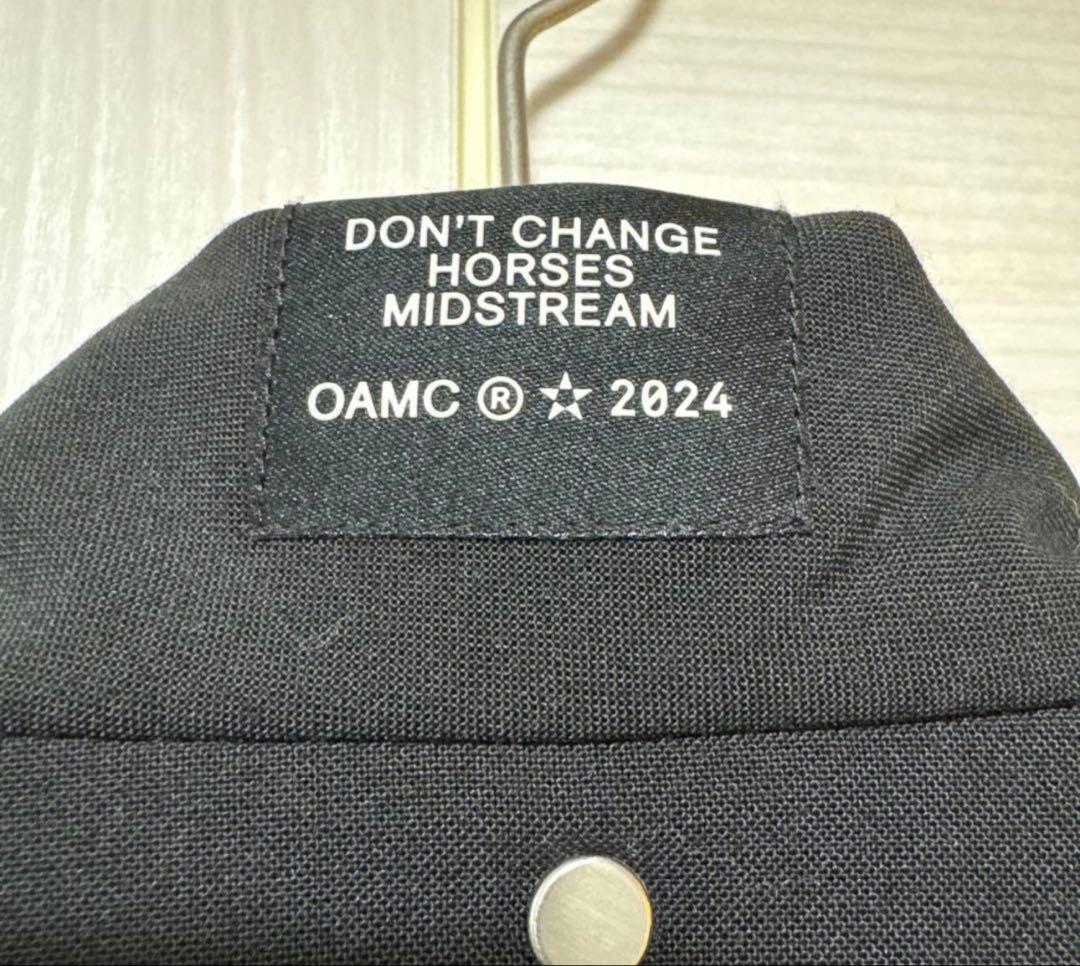 DON'T CHANGE
HORSES
MIDSTREAM
OAMC ® ☆ 2024